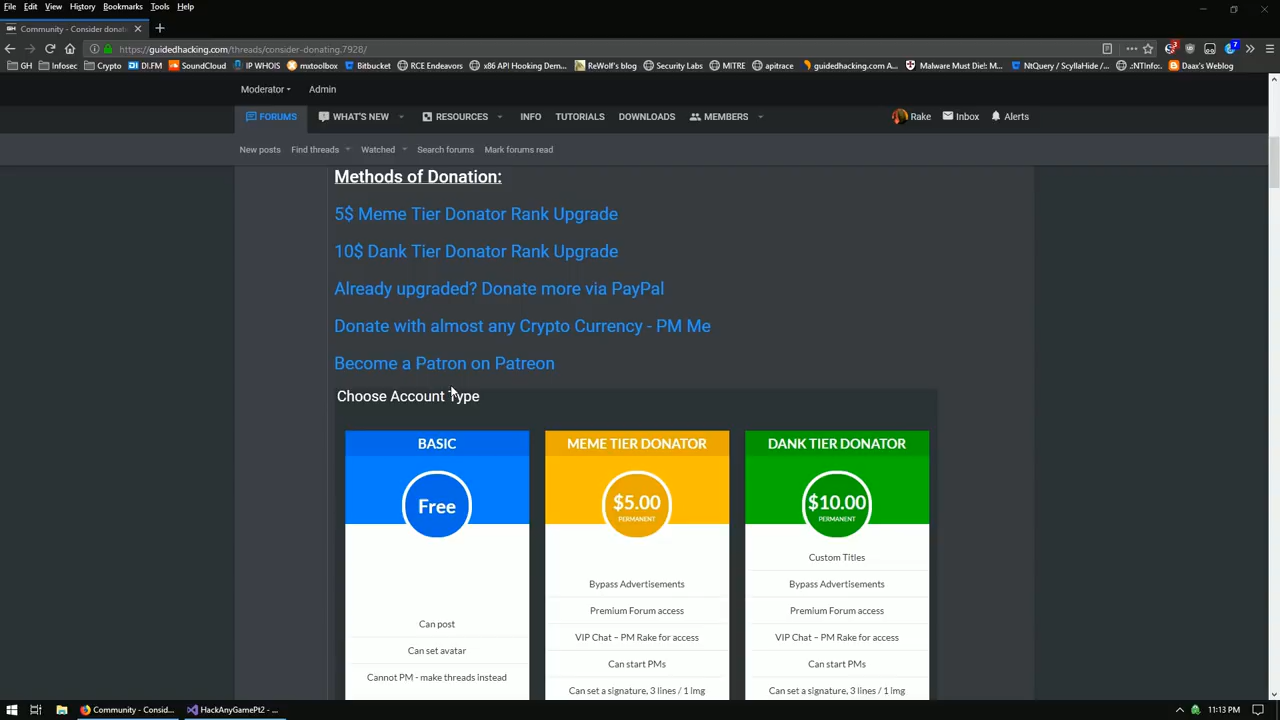 File Edit View History Bookmarks Tools Help
Community - Consider donat
https://guidedhacking.com/threads/consider-donating.7928/
GH Infosec Crypto DI.FM SoundCloud IP WHOIS mxtoolbox Bitbucket RCE Endeavors x86 API Hooking Dem... ReWolf's blog Security Labs MITRE apitrace guidedhacking.com A... Malware Must Die!: M... NtQuery / ScyllaHide /... .:NTInfo:. Daax's Weblog
Moderator Admin
FORUMS WHAT'S NEW RESOURCES INFO TUTORIALS DOWNLOADS MEMBERS Rake Inbox Alerts
New posts Find threads Watched Search forums Mark forums read
Methods of Donation:
5$ Meme Tier Donator Rank Upgrade
10$ Dank Tier Donator Rank Upgrade
Already upgraded? Donate more via PayPal
Donate with almost any Crypto Currency - PM Me
Become a Patron on Patreon
Choose Account Type
BASIC
Free
Can post
Can set avatar
Cannot PM - make threads instead
MEME TIER DONATOR
$5.00
PERMANENT
Bypass Advertisements
Premium Forum access
VIP Chat – PM Rake for access
Can start PMs
Can set a signature, 3 lines / 1 img
DANK TIER DONATOR
$10.00
PERMANENT
Custom Titles
Bypass Advertisements
Premium Forum access
VIP Chat – PM Rake for access
Can start PMs
Can set a signature, 3 lines / 1 img
Community - Consid... HackAnyGamePt2 - ... 11:13 PM